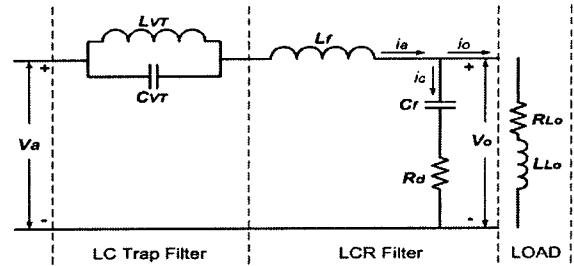 LVT
Lf
ia
io
+
+
CVT
ic
Cf
Va
Vo
RLo
LLo
Rd
-
-
LC Trap Filter
LCR Filter
LOAD